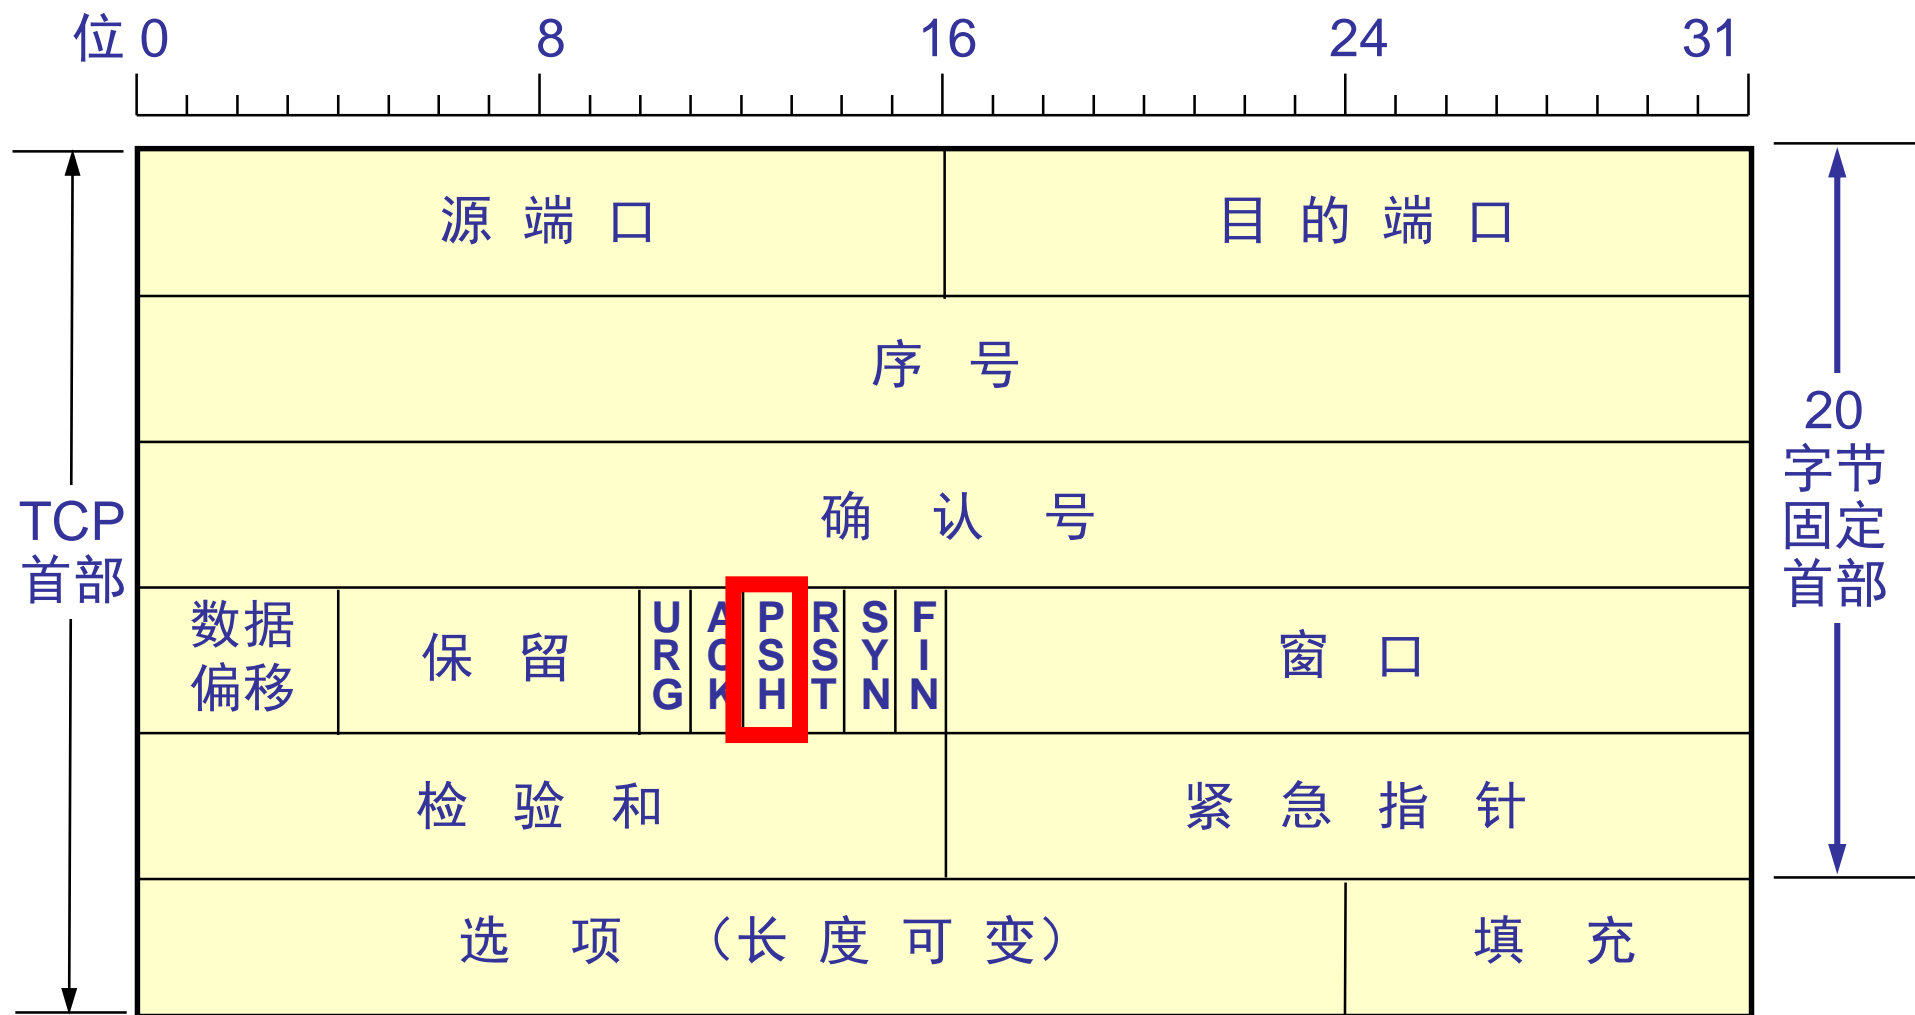 位 0 8 16 24 31
源 端 口 目 的 端 口
序 号
确 认 号
TCP
首部
20
字节
固定
首部
数据
偏移
保 留
URG
ACK
PSH
RST
SYN
FIN
窗 口
检 验 和 紧 急 指 针
选 项 （长 度 可 变） 填 充